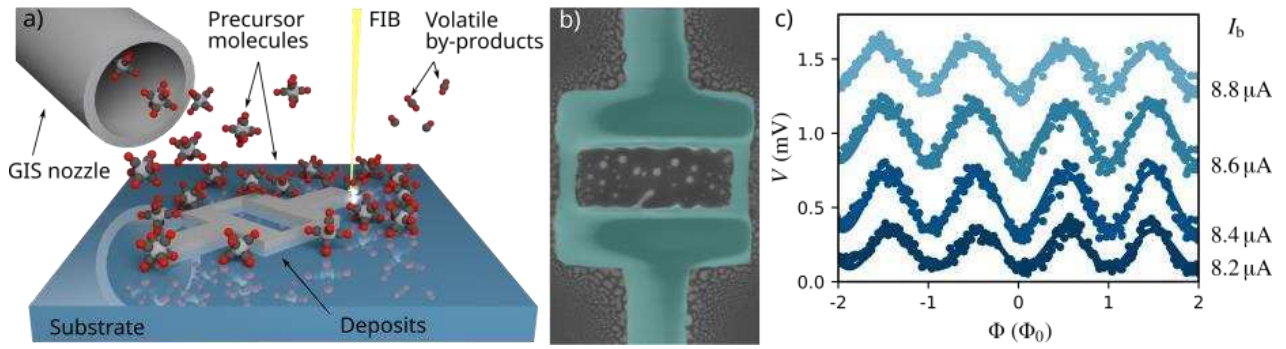 a)
Precursor
molecules
FIB
Volatile
by-products
GIS nozzle
Substrate
Deposits
b)
c)
V (mV)
1.5
1.0
0.5
0.0
-2
-1
0
1
2
Φ (Φ₀)
I_b
8.8 μA
8.6 μA
8.4 μA
8.2 μA